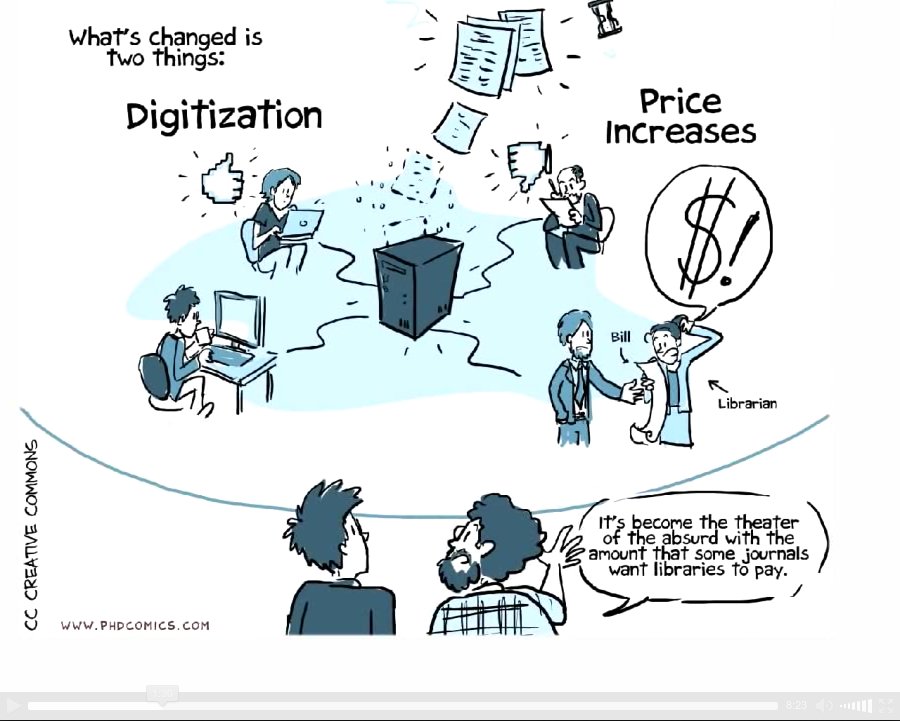 What's changed is
two things:
Digitization
Price
Increases
$!
Bill
Librarian
It's become the theater
of the absurd with the
amount that some journals
want libraries to pay.
CC CREATIVE COMMONS
WWW.PHDCOMICS.COM
8:23